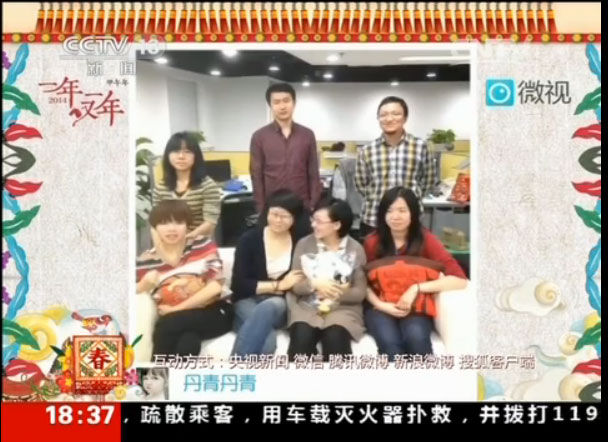 CCTV 13
新闻
一年又一年
甲午年
2014
微视
春
互动方式：央视新闻 微信 腾讯微博 新浪微博 搜狐客户端
丹青丹青
18:37 ，疏散乘客，用车载灭火器扑救，并拨打119